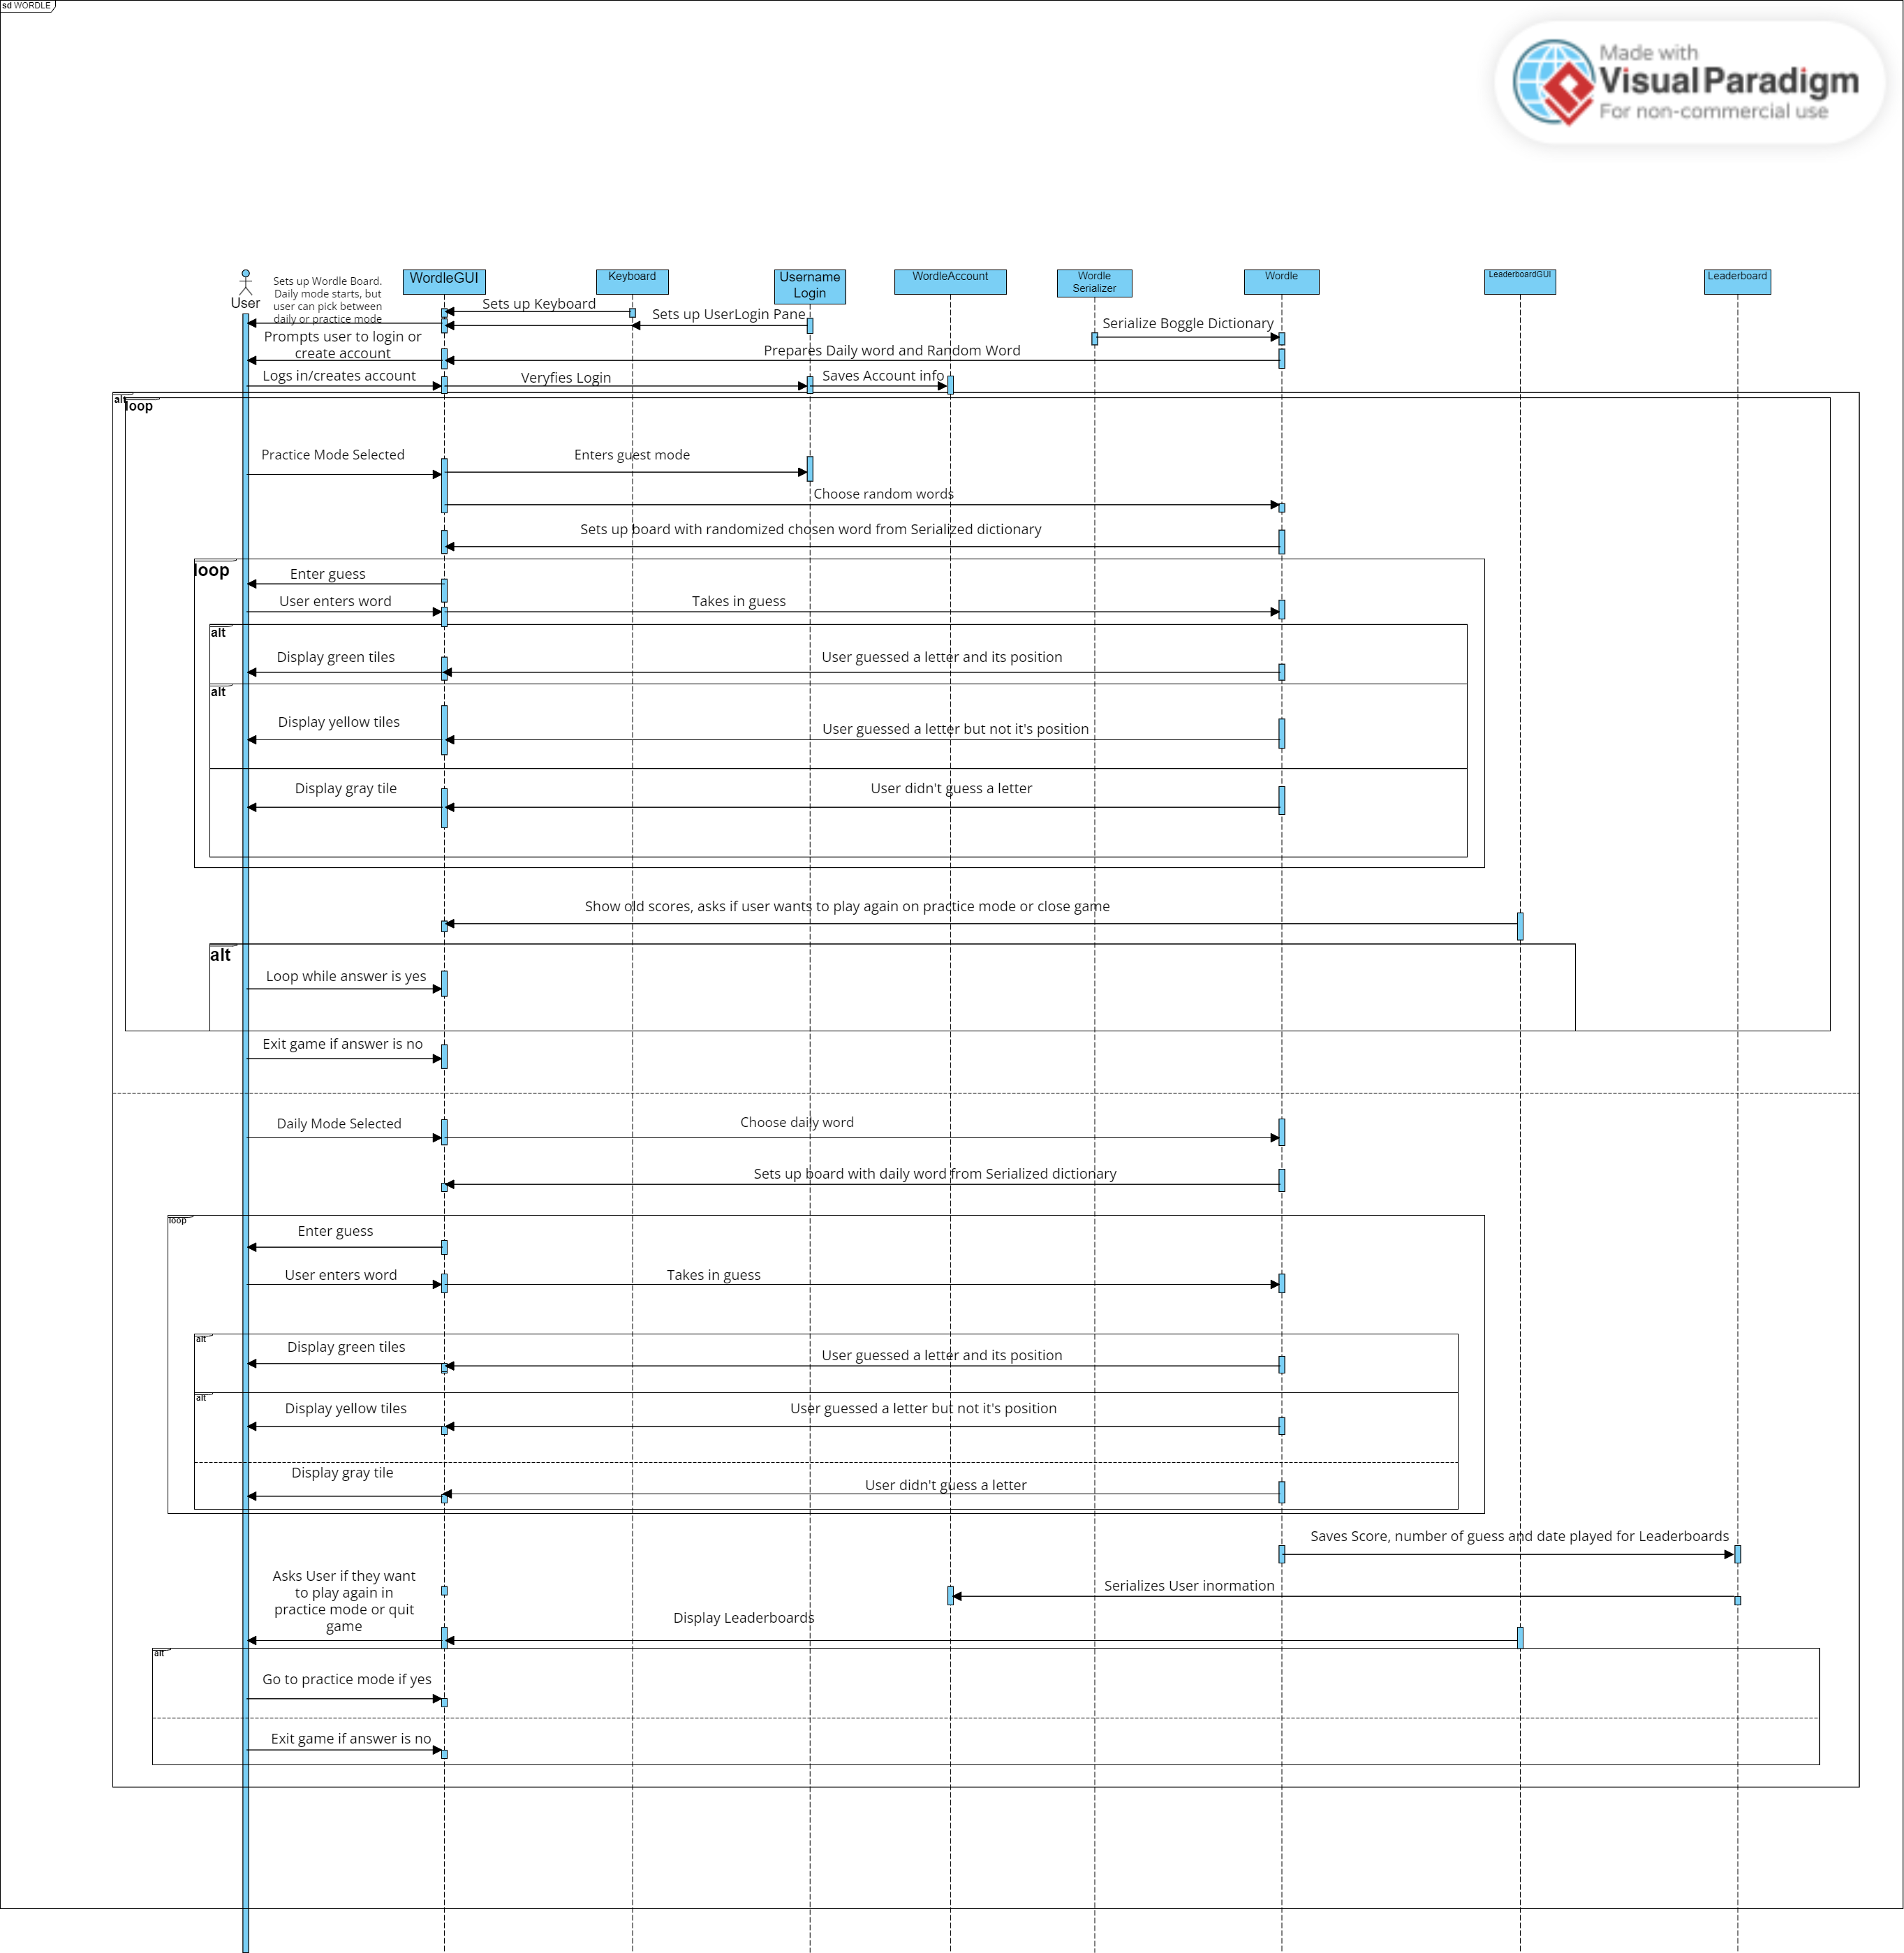 sd WORDLE
Made with
Visual Paradigm
For non-commercial use
User
WordleGUI
Keyboard
Username
Login
WordleAccount
Wordle
Serializer
Wordle
LeaderboardGUI
Leaderboard
Sets up Wordle Board.
Daily mode starts, but
user can pick between
daily or practice mode
Sets up Keyboard
Sets up UserLogin Pane
Serialize Boggle Dictionary
Prompts user to login or
create account
Prepares Daily word and Random Word
Logs in/creates account
Veryfies Login
Saves Account info
alt
loop
Practice Mode Selected
Enters guest mode
Choose random words
Sets up board with randomized chosen word from Serialized dictionary
loop
Enter guess
User enters word
Takes in guess
alt
Display green tiles
User guessed a letter and its position
alt
Display yellow tiles
User guessed a letter but not it's position
Display gray tile
User didn't guess a letter
Show old scores, asks if user wants to play again on practice mode or close game
alt
Loop while answer is yes
Exit game if answer is no
Daily Mode Selected
Choose daily word
Sets up board with daily word from Serialized dictionary
loop
Enter guess
User enters word
Takes in guess
alt
Display green tiles
User guessed a letter and its position
alt
Display yellow tiles
User guessed a letter but not it's position
Display gray tile
User didn't guess a letter
Saves Score, number of guess and date played for Leaderboards
Asks User if they want
to play again in
practice mode or quit
game
Serializes User inormation
Display Leaderboards
alt
Go to practice mode if yes
Exit game if answer is no